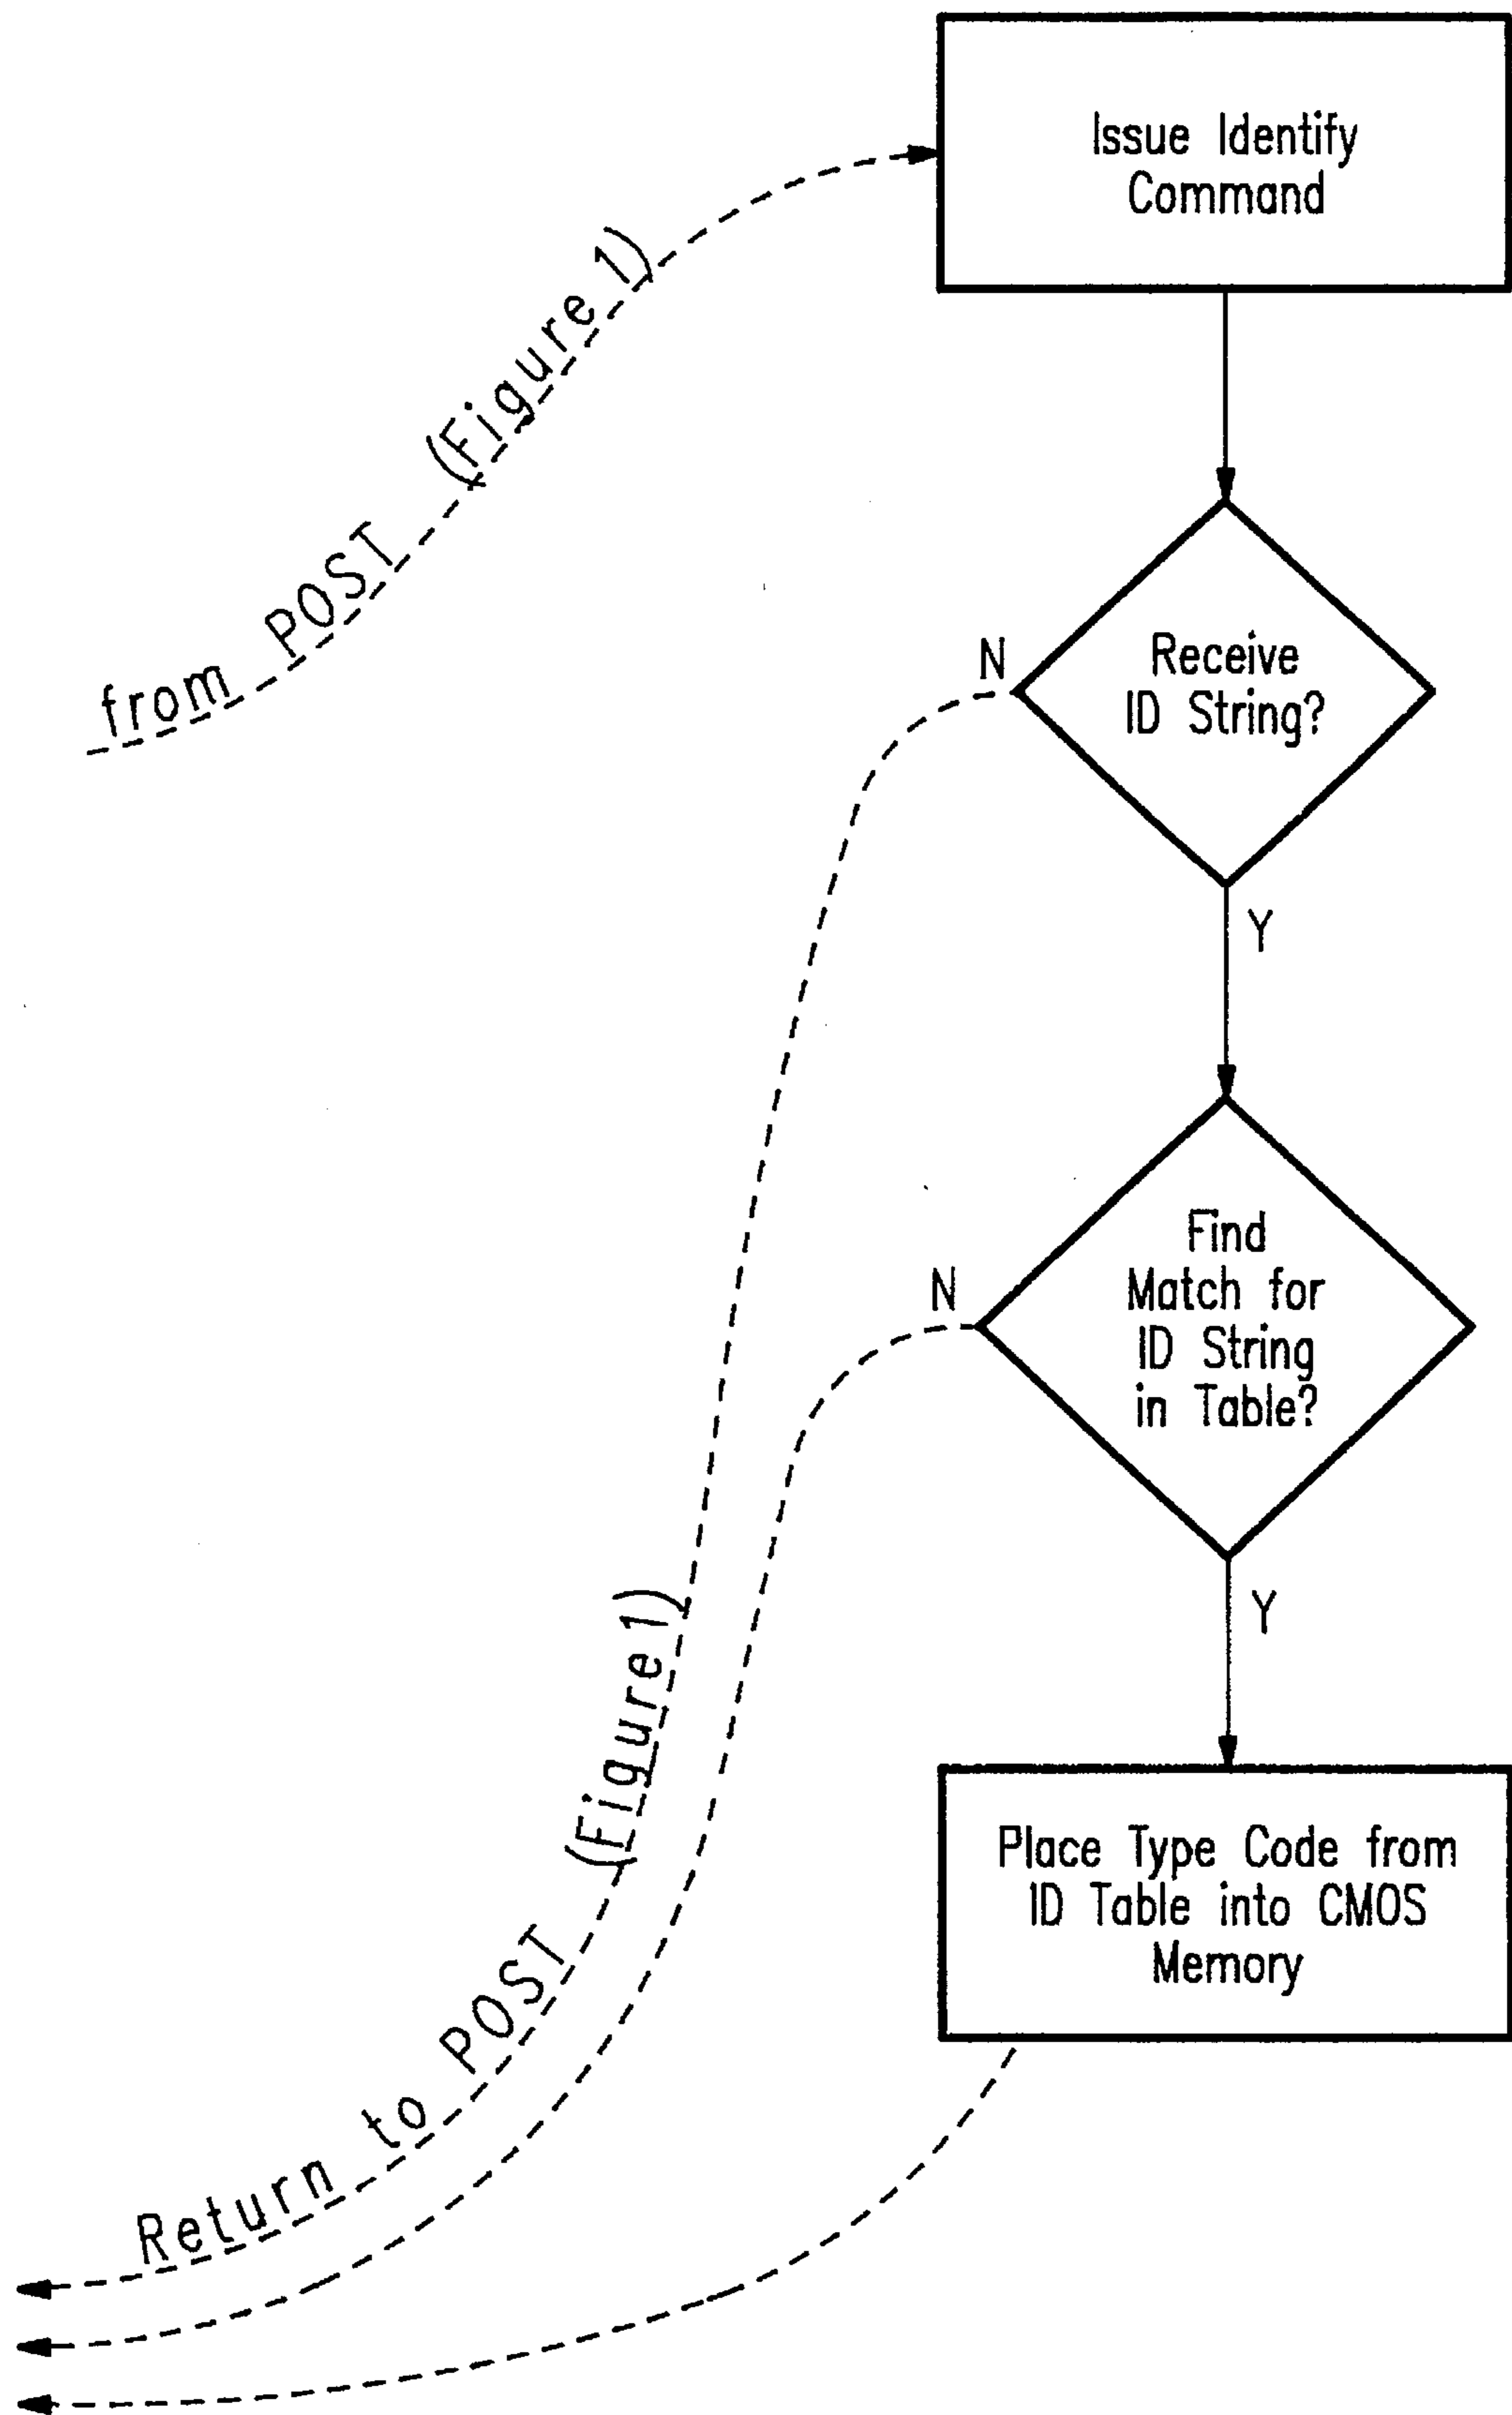 Issue Identify
Command
from POST (Figure 1)
N
Receive
ID String?
Y
N
Find
Match for
ID String
in Table?
Y
Return to POST (Figure 1)
Place Type Code from
ID Table into CMOS
Memory